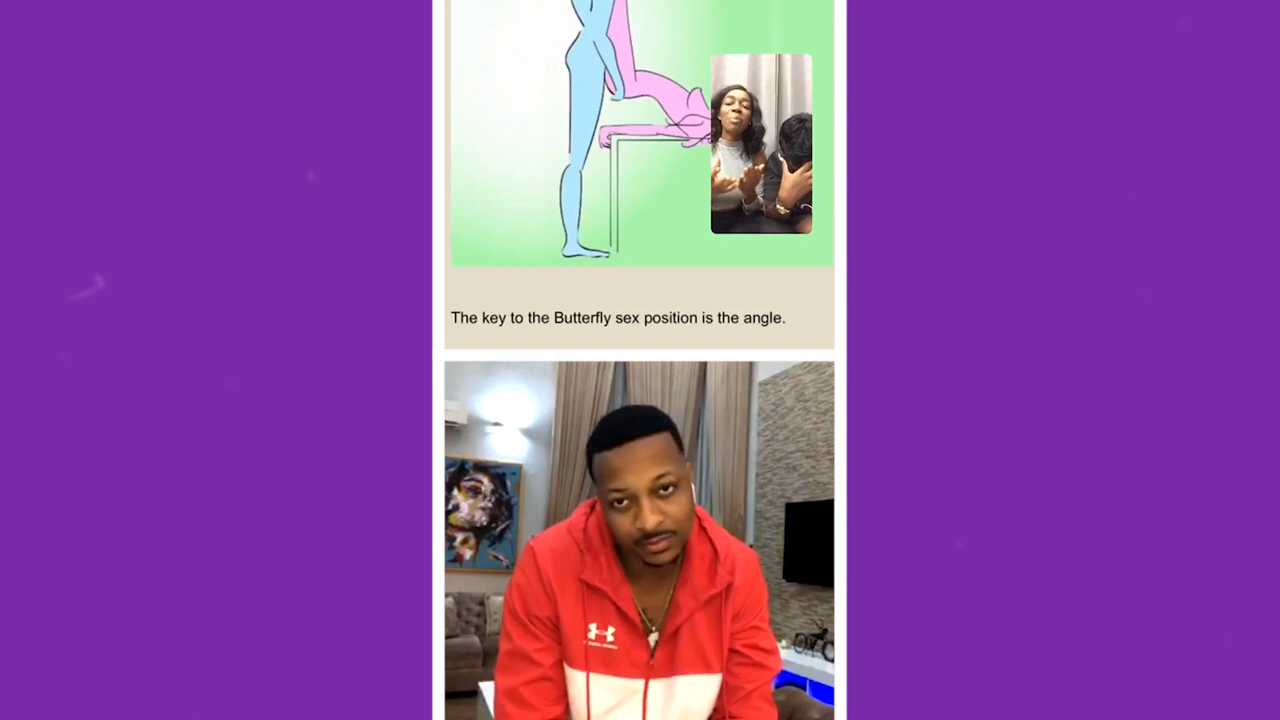 The key to the Butterfly sex position is the angle.